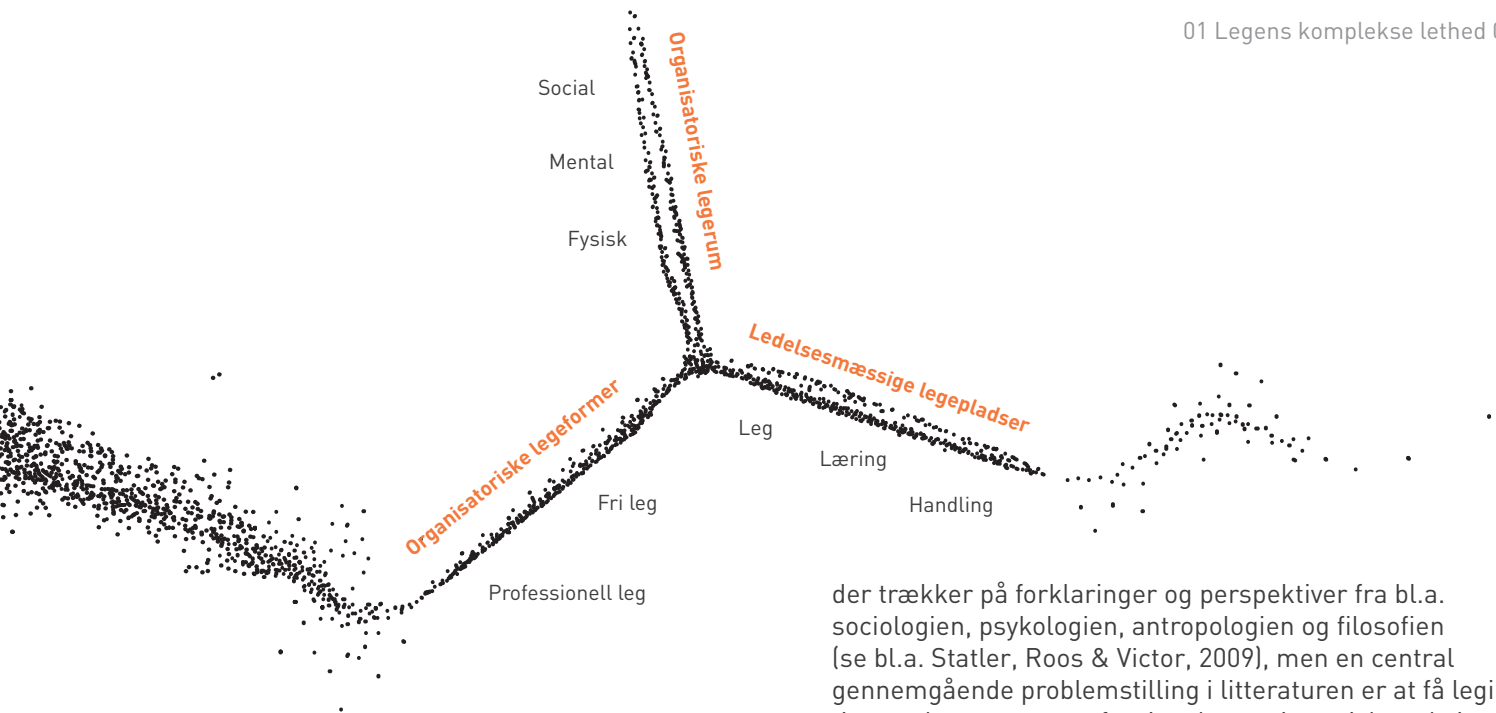 01 Legens komplekse lethed
Organisatoriske legerum
Social
Mental
Fysisk
Ledelsesmæssige legepladser
Leg
Læring
Handling
Organisatoriske legeformer
Fri leg
Professionell leg
der trækker på forklaringer og perspektiver fra bl.a.
sociologien, psykologien, antropologien og filosofien
(se bl.a. Statler, Roos & Victor, 2009), men en central
gennemgående problemstilling i litteraturen er at få legi